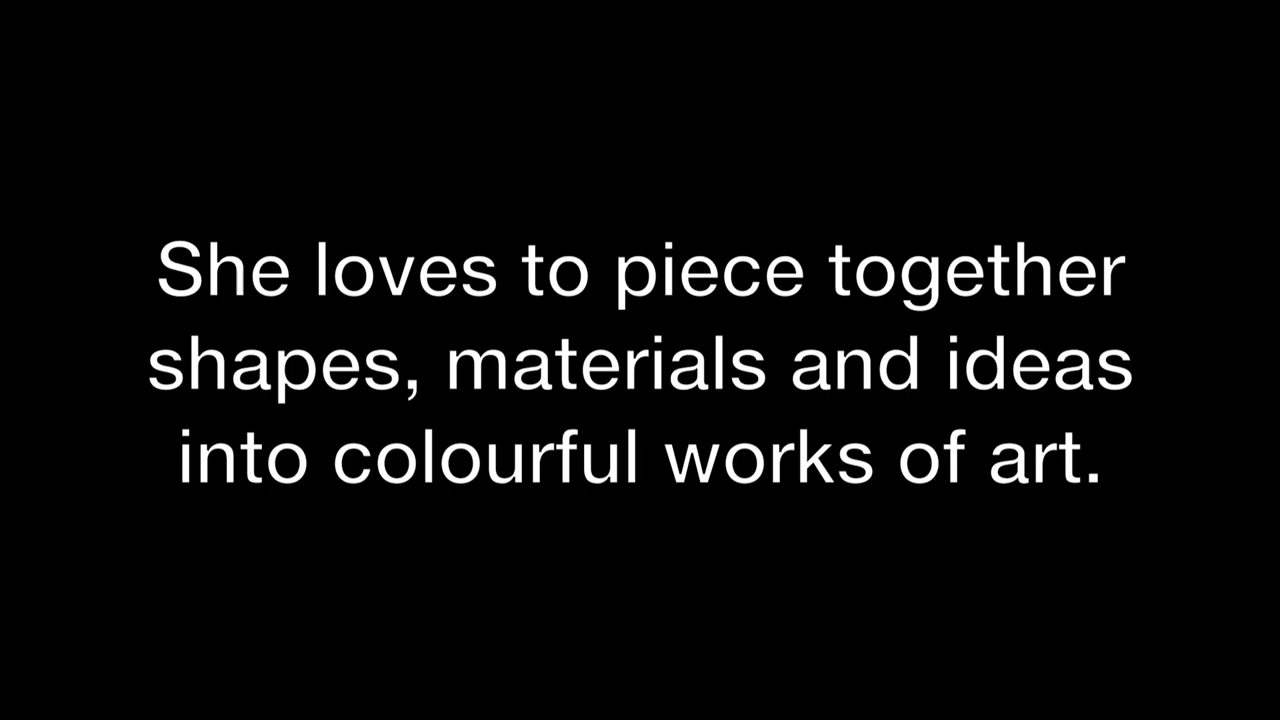 She loves to piece together
shapes, materials and ideas
into colourful works of art.